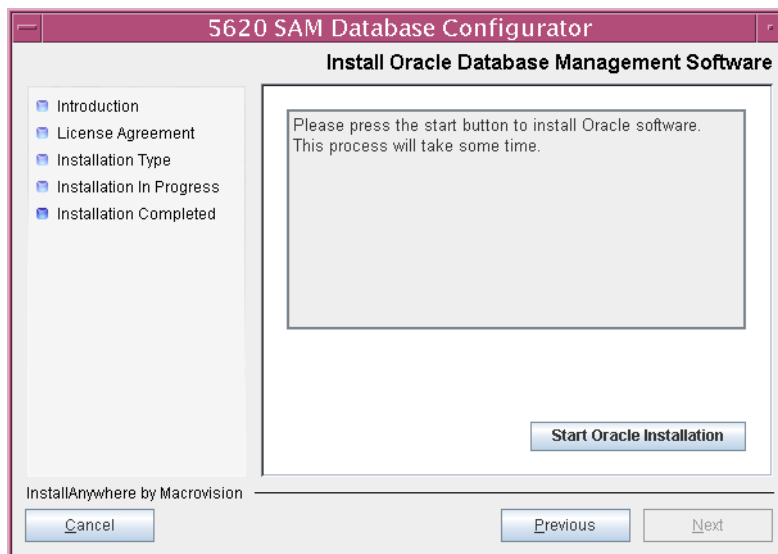 5620 SAM Database Configurator
Install Oracle Database Management Software
Introduction
License Agreement
Installation Type
Installation In Progress
Installation Completed
Please press the start button to install Oracle software.
This process will take some time.
Start Oracle Installation
InstallAnywhere by Macrovision
Cancel
Previous
Next